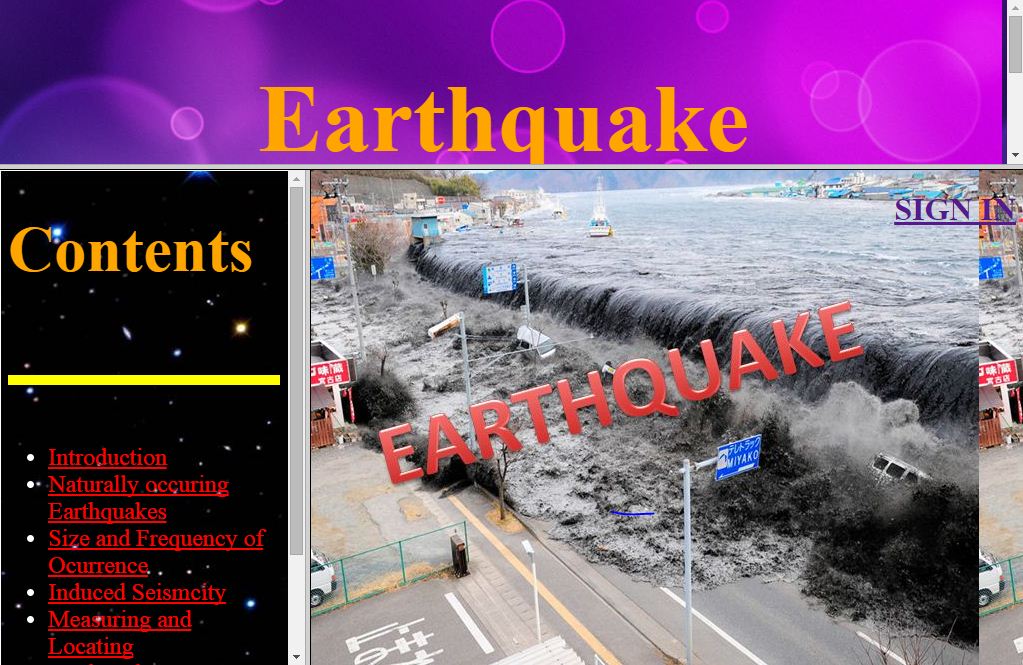 Earthquake
Contents
Introduction
Naturally occuring
Earthquakes
Size and Frequency of
Ocurrence
Induced Seismcity
Measuring and
Locating
SIGN IN
EARTHQUAKE
MIYAKO